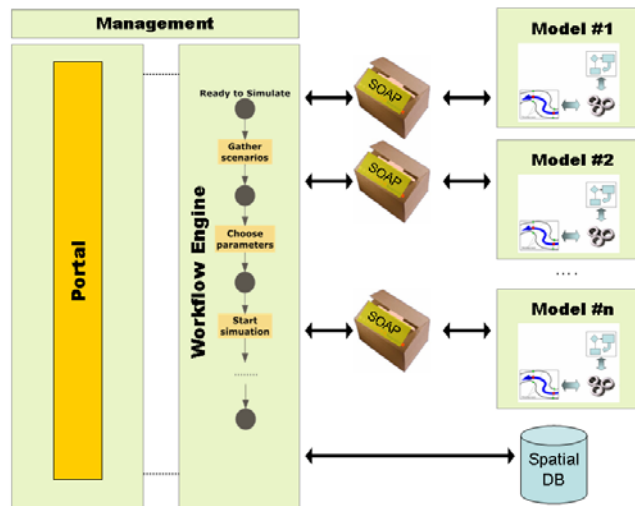 Management
Portal
Workflow Engine
Ready to Simulate
Gather
scenarios
Choose
parameters
Start
simuation
......
SOAP
SOAP
SOAP
Model #1
Model #2
....
Model #n
Spatial
DB